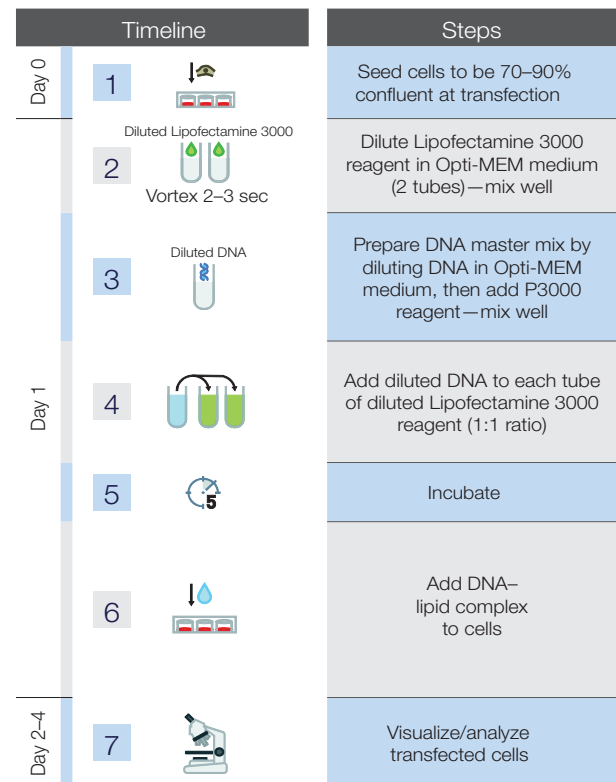 Timeline
Steps
Day 0
1
Seed cells to be 70–90%
confluent at transfection
Day 1
Diluted Lipofectamine 3000
2
Vortex 2–3 sec
Dilute Lipofectamine 3000
reagent in Opti-MEM medium
(2 tubes)—mix well
Diluted DNA
3
Prepare DNA master mix by
diluting DNA in Opti-MEM
medium, then add P3000
reagent—mix well
4
Add diluted DNA to each tube
of diluted Lipofectamine 3000
reagent (1:1 ratio)
5
5
Incubate
6
Add DNA–
lipid complex
to cells
Day 2–4
7
Visualize/analyze
transfected cells